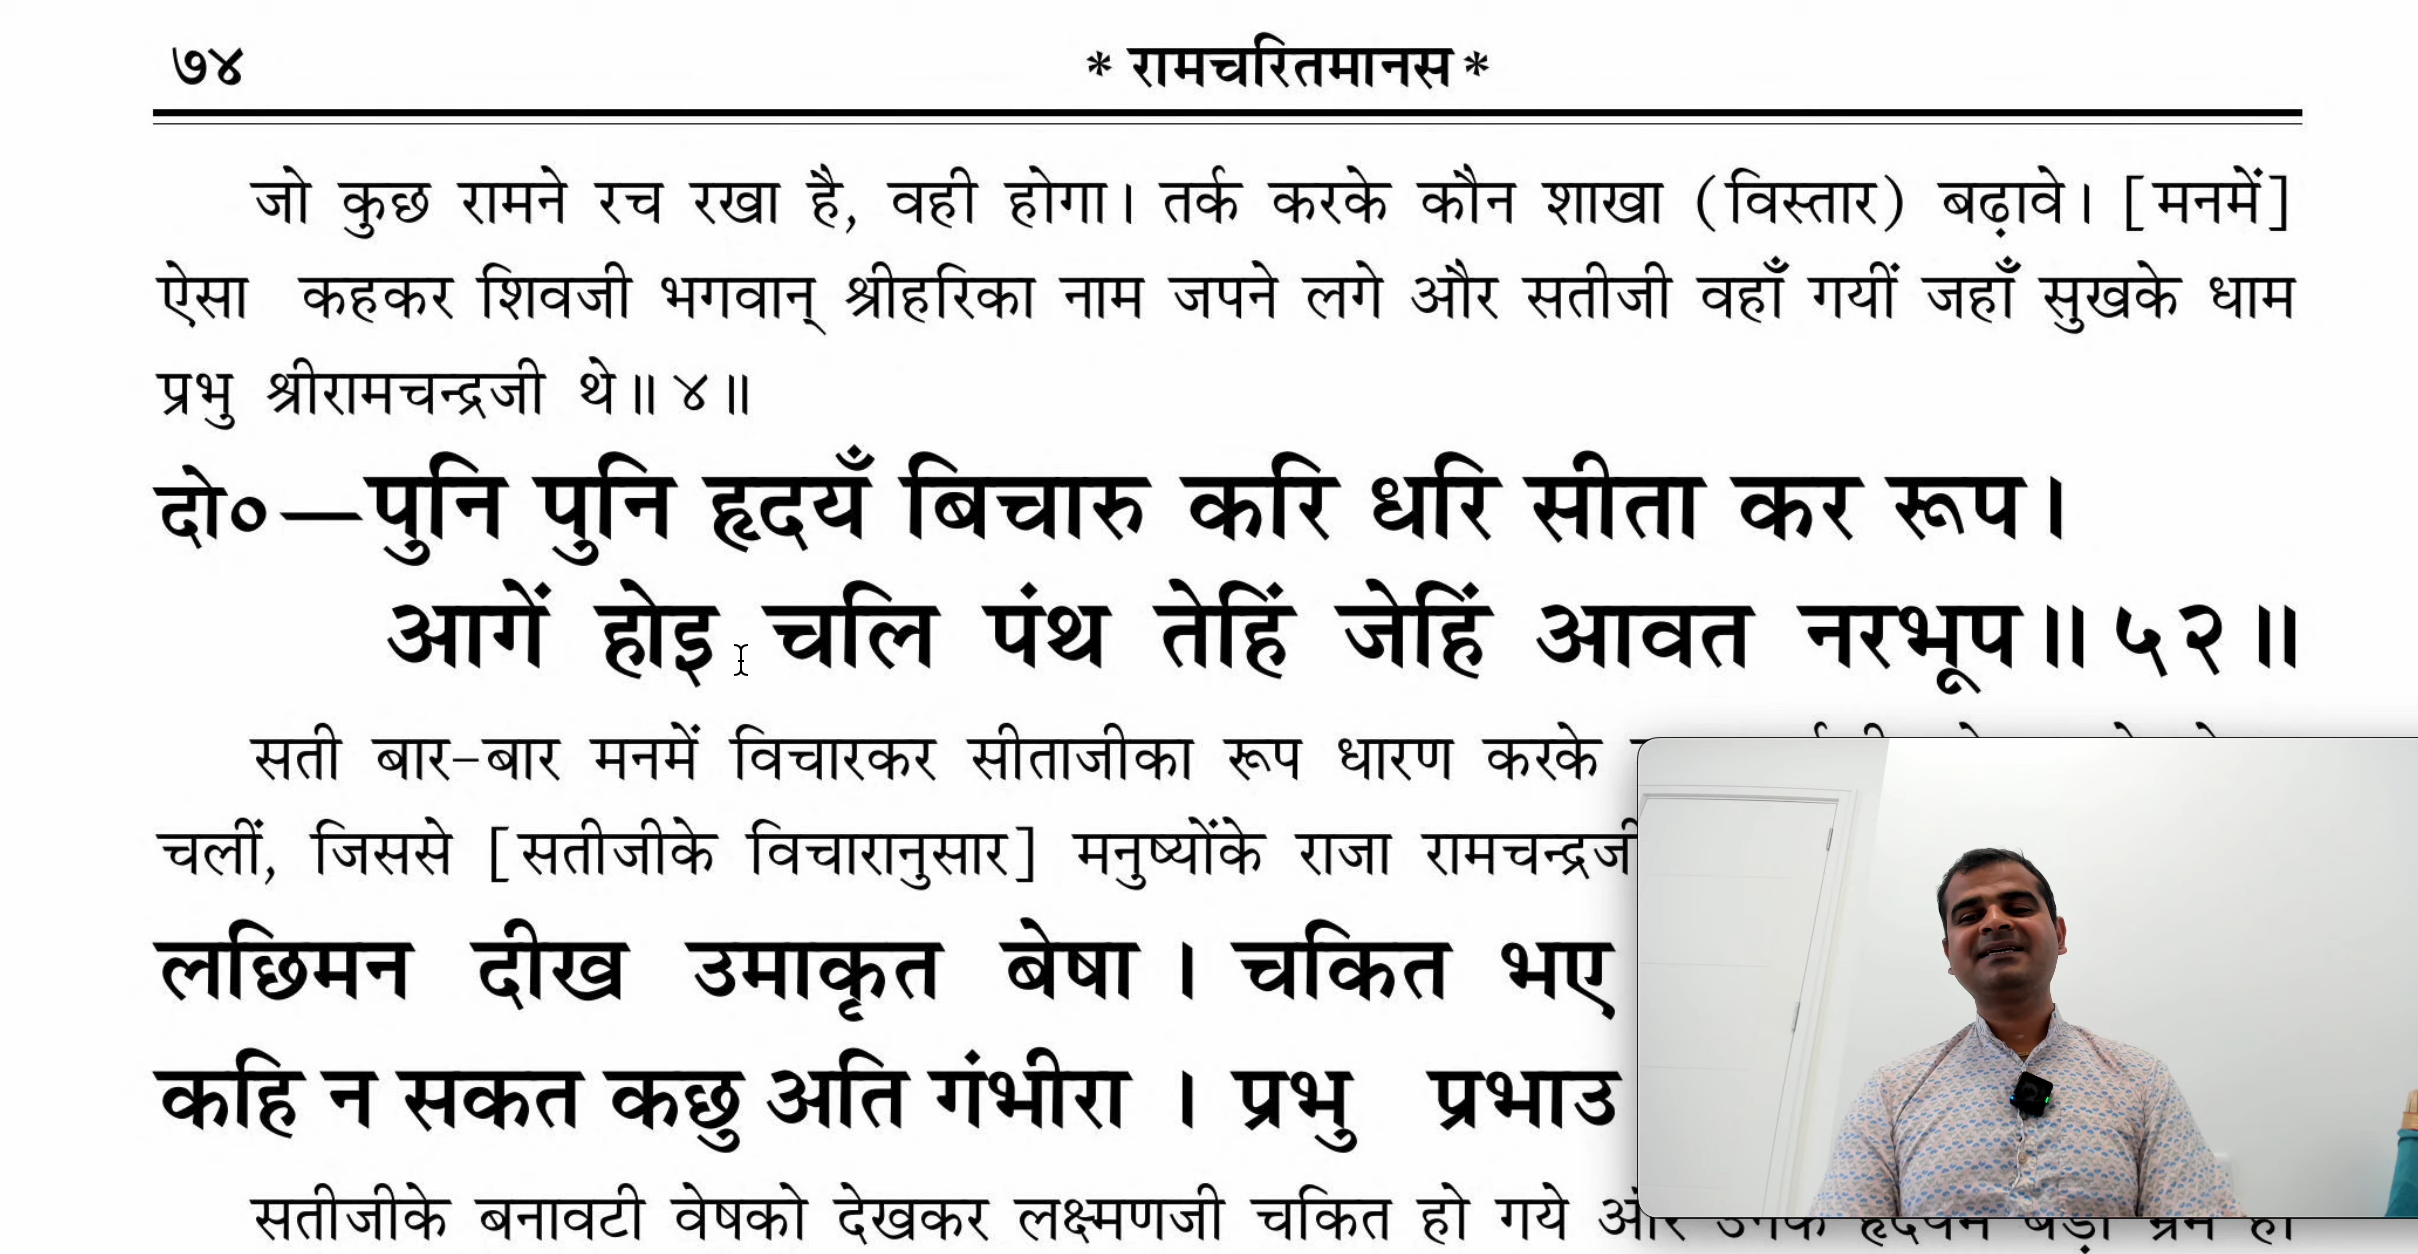 ७४ * रामचरितमानस *
जो कुछ रामने रच रखा है, वही होगा। तर्क करके कौन शाखा (विस्तार) बढ़ावे। [मनमें]
ऐसा कहकर शिवजी भगवान् श्रीहरिका नाम जपने लगे और सतीजी वहाँ गयीं जहाँ सुखके धाम
प्रभु श्रीरामचन्द्रजी थे॥ ४॥
दो०—पुनि पुनि हृदयँ बिचारु करि धरि सीता कर रूप।
आगें होइ चलि पंथ तेहिं जेहिं आवत नरभूप॥ ५२॥
सती बार-बार मनमें विचारकर सीताजीका रूप धारण करके
चलीं, जिससे [सतीजीके विचारानुसार] मनुष्योंके राजा रामचन्द्रजी
लछिमन दीख उमाकृत बेषा । चकित भए
कहि न सकत कछु अति गंभीरा । प्रभु प्रभाउ
सतीजीके बनावटी वेषको देखकर लक्ष्मणजी चकित हो गये और